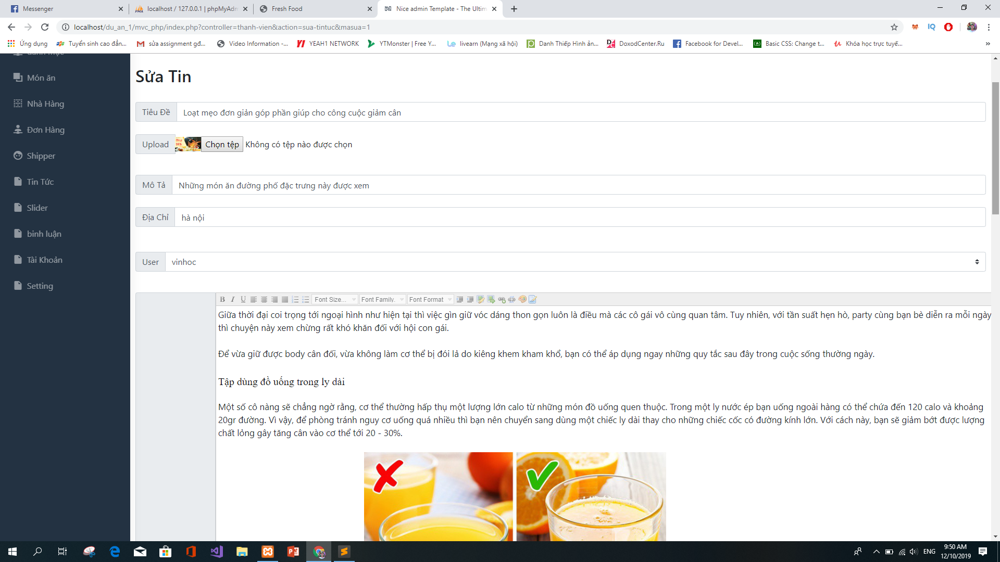 Messenger
localhost / 127.0.0.1 | phpMyAdm
Fresh Food
Nice admin Template - The Ultim
localhost/du_an_1/mvc_php/index.php?controller=thanh-vien&action=sua-tintuc&masua=1
Ứng dụng
Tuyển sinh cao đẳn...
sửa assignment gđ...
Video Information -...
YEAH1 NETWORK
YTMonster | Free Y...
livearn (Mạng xã hội)
Danh Thiếp Hình ản...
DoxodCenter.Ru
Facebook for Devel...
Basic CSS: Change t...
Khóa học trực tuyế...
»
danh mục
Món ăn
Nhà Hàng
Đơn Hàng
Shipper
Tin Tức
Slider
bình luận
Tài Khoản
Setting
Sửa Tin
Tiêu Đề
Loạt mẹo đơn giản góp phần giúp cho công cuộc giảm cân
Upload
Chọn tệp
Không có tệp nào được chọn
Mô Tả
Những món ăn đường phố đặc trưng này được xem
Địa Chỉ
hà nội
User
vinhoc
B I U
Font Size...
Font Family.
Font Format
Giữa thời đại coi trọng tới ngoại hình như hiện tại thì việc gìn giữ vóc dáng thon gọn luôn là điều mà các cô gái vô cùng quan tâm. Tuy nhiên, với tần suất hẹn hò, party cùng bạn bè diễn ra mỗi ngày
thì chuyện này xem chừng rất khó khăn đối với hội con gái.
Để vừa giữ được body cân đối, vừa không làm cơ thể bị đói lả do kiêng khem kham khổ, bạn có thể áp dụng ngay những quy tắc sau đây trong cuộc sống thường ngày.
Tập dùng đồ uống trong ly dài
Một số cô nàng sẽ chẳng ngờ rằng, cơ thể thường hấp thụ một lượng lớn calo từ những món đồ uống quen thuộc. Trong một ly nước ép bạn uống ngoài hàng có thể chứa đến 120 calo và khoảng
20gr đường. Vì vậy, để phòng tránh nguy cơ uống quá nhiều thì bạn nên chuyển sang dùng một chiếc ly dài thay cho những chiếc cốc có đường kính lớn. Với cách này, bạn sẽ giảm bớt được lượng
chất lỏng gây tăng cân vào cơ thể tới 20 - 30%.
ENG
9:50 AM
12/10/2019